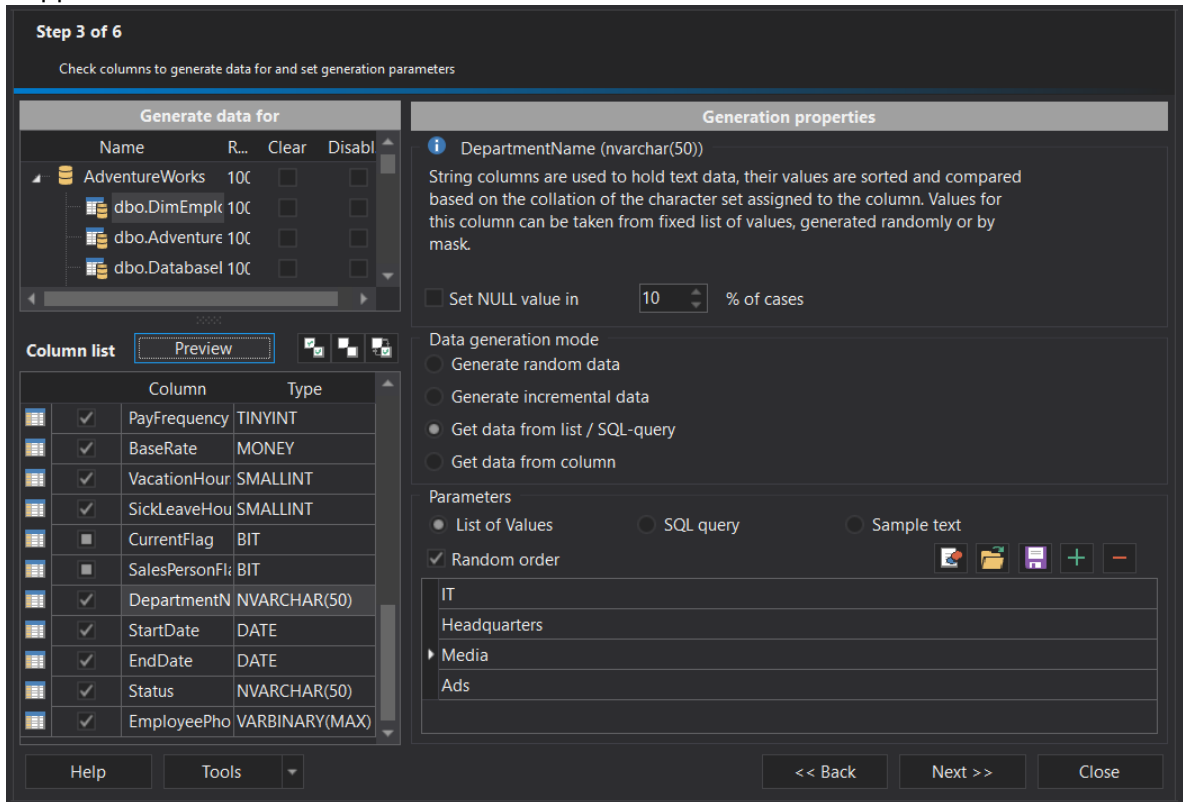 Step 3 of 6
Check columns to generate data for and set generation parameters
Generate data for
Name R... Clear Disabl
AdventureWorks 100
dbo.DimEmplo 100
dbo.Adventure 100
dbo.Databasel 100
Column list Preview
Column Type
PayFrequency TINYINT
BaseRate MONEY
VacationHour SMALLINT
SickLeaveHou SMALLINT
CurrentFlag BIT
SalesPersonFla BIT
DepartmentN NVARCHAR(50)
StartDate DATE
EndDate DATE
Status NVARCHAR(50)
EmployeePho VARBINARY(MAX)
Generation properties
DepartmentName (nvarchar(50))
String columns are used to hold text data, their values are sorted and compared
based on the collation of the character set assigned to the column. Values for
this column can be taken from fixed list of values, generated randomly or by
mask.
Set NULL value in 10 % of cases
Data generation mode
Generate random data
Generate incremental data
Get data from list / SQL-query
Get data from column
Parameters
List of Values SQL query Sample text
Random order
IT
Headquarters
Media
Ads
Help Tools << Back Next >> Close